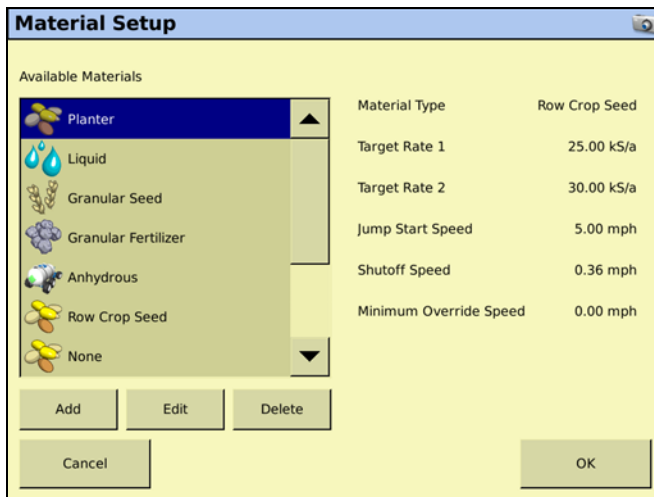 Material Setup
Available Materials
Planter
Liquid
Granular Seed
Granular Fertilizer
Anhydrous
Row Crop Seed
None
Material Type Row Crop Seed
Target Rate 1 25.00 kS/a
Target Rate 2 30.00 kS/a
Jump Start Speed 5.00 mph
Shutoff Speed 0.36 mph
Minimum Override Speed 0.00 mph
Add Edit Delete
Cancel OK